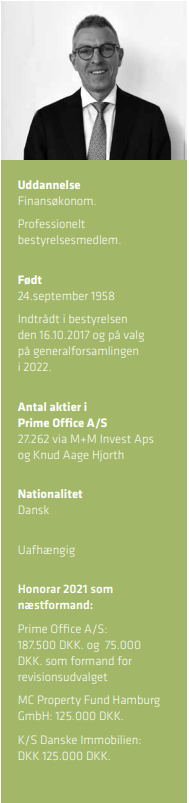 Uddannelse
Finansøkonom.
Professionelt
bestyrelsesmedlem.
Født
24.september 1958
Indtrådt i bestyrelsen
den 16.10.2017 og på valg
på generalforsamlingen
i 2022.
Antal aktier i
Prime Office A/S
27.262 via M+M Invest Aps
og Knud Aage Hjorth
Nationalitet
Dansk
Uafhængig
Honorar 2021 som
næstformand:
Prime Office A/S:
187.500 DKK. og  75.000
DKK. som formand for
revisionsudvalget
MC Property Fund Hamburg
GmbH: 125.000 DKK.
K/S Danske Immobilien:
DKK 125.000 DKK.